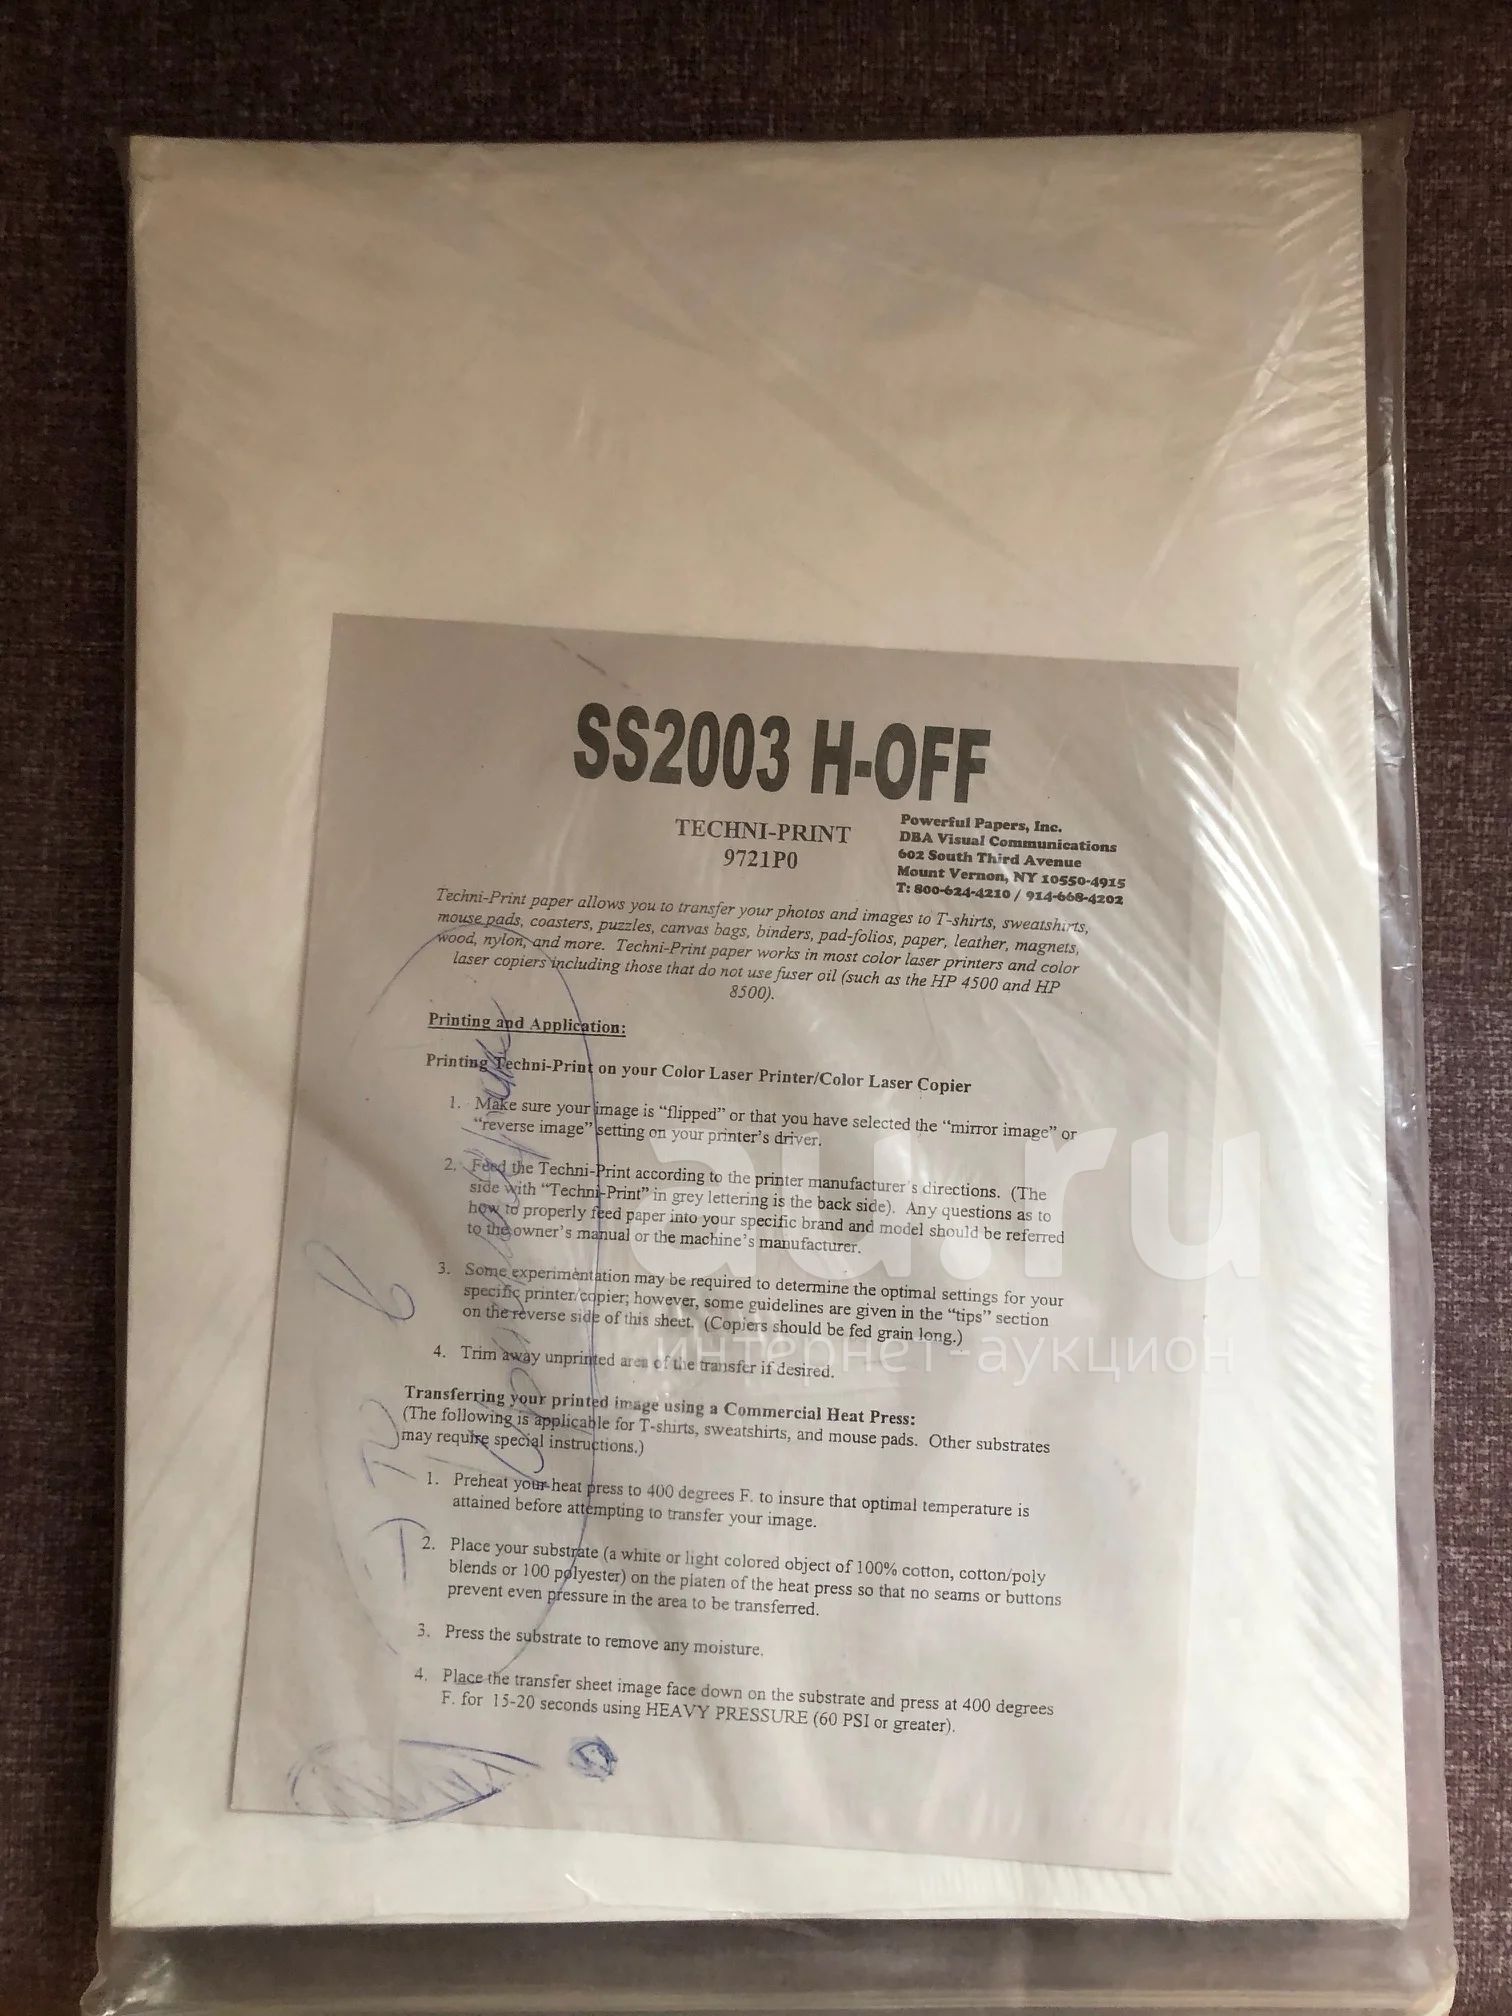 SS2003 H-OFF
TECHNI-PRINT
9721P0
Powerful Papers, Inc.
DBA Visual Communications
602 South Third Avenue
Mount Vernon, NY 10550-4915
T: 800-624-4210 / 914-668-4202
Techni-Print paper allows you to transfer your photos and images to T-shirts, sweatshirts,
mouse pads, coasters, puzzles, canvas bags, binders, pad-folios, paper, leather, magnets,
wood, nylon, and more. Techni-Print paper works in most color laser printers and color
laser copiers including those that do not use fuser oil (such as the HP 4500 and HP
8500).
Printing and Application:
Printing Techni-Print on your Color Laser Printer/Color Laser Copier
1. Make sure your image is “flipped” or that you have selected the “mirror image” or
“reverse image” setting on your printer’s driver.
2. Feed the Techni-Print according to the printer manufacturer’s directions. (The
side with “Techni-Print” in grey lettering is the back side). Any questions as to
how to properly feed paper into your specific brand and model should be referred
to the owner’s manual or the machine’s manufacturer.
3. Some experimentation may be required to determine the optimal settings for your
specific printer/copier; however, some guidelines are given in the “tips” section
on the reverse side of this sheet. (Copiers should be fed grain long.)
4. Trim away unprinted area of the transfer if desired.
Transferring your printed image using a Commercial Heat Press:
(The following is applicable for T-shirts, sweatshirts, and mouse pads. Other substrates
may require special instructions.)
1. Preheat your heat press to 400 degrees F. to insure that optimal temperature is
attained before attempting to transfer your image.
2. Place your substrate (a white or light colored object of 100% cotton, cotton/poly
blends or 100 polyester) on the platen of the heat press so that no seams or buttons
prevent even pressure in the area to be transferred.
3. Press the substrate to remove any moisture.
4. Place the transfer sheet image face down on the substrate and press at 400 degrees
F. for 15-20 seconds using HEAVY PRESSURE (60 PSI or greater).
au.ru
интернет-аукцион